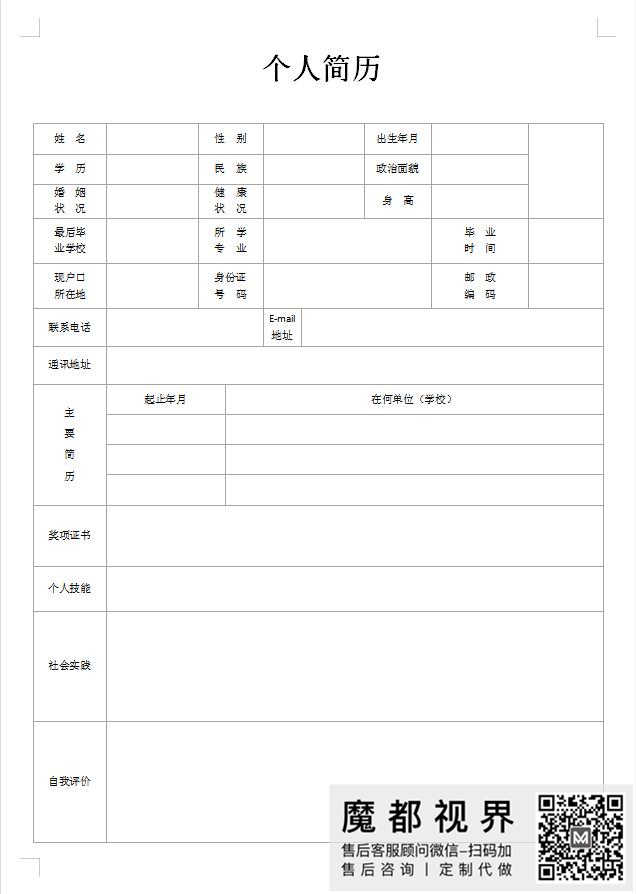 个人简历
姓 名
性 别
出生年月
学 历
民 族
政治面貌
婚 姻
状 况
健 康
状 况
身 高
最后毕
业学校
所 学
专 业
毕 业
时 间
现户口
所在地
身份证
号 码
邮 政
编 码
联系电话
E-mail
地址
通讯地址
主
要
简
历
起止年月
在何单位（学校）
奖项证书
个人技能
社会实践
自我评价
魔都视界
售后客服顾问微信—扫码加
售后咨询丨定制代做
M